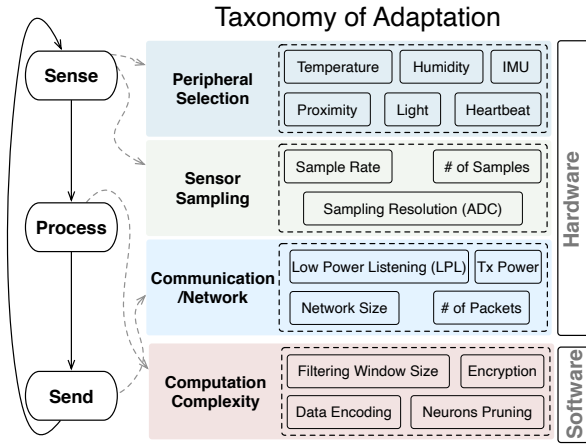 Taxonomy of Adaptation
Sense
Process
Send
Peripheral
Selection
Temperature
Humidity
IMU
Proximity
Light
Heartbeat
Sensor
Sampling
Sample Rate
# of Samples
Sampling Resolution (ADC)
Communication
/Network
Low Power Listening (LPL)
Tx Power
Network Size
# of Packets
Computation
Complexity
Filtering Window Size
Encryption
Data Encoding
Neurons Pruning
Hardware
Software